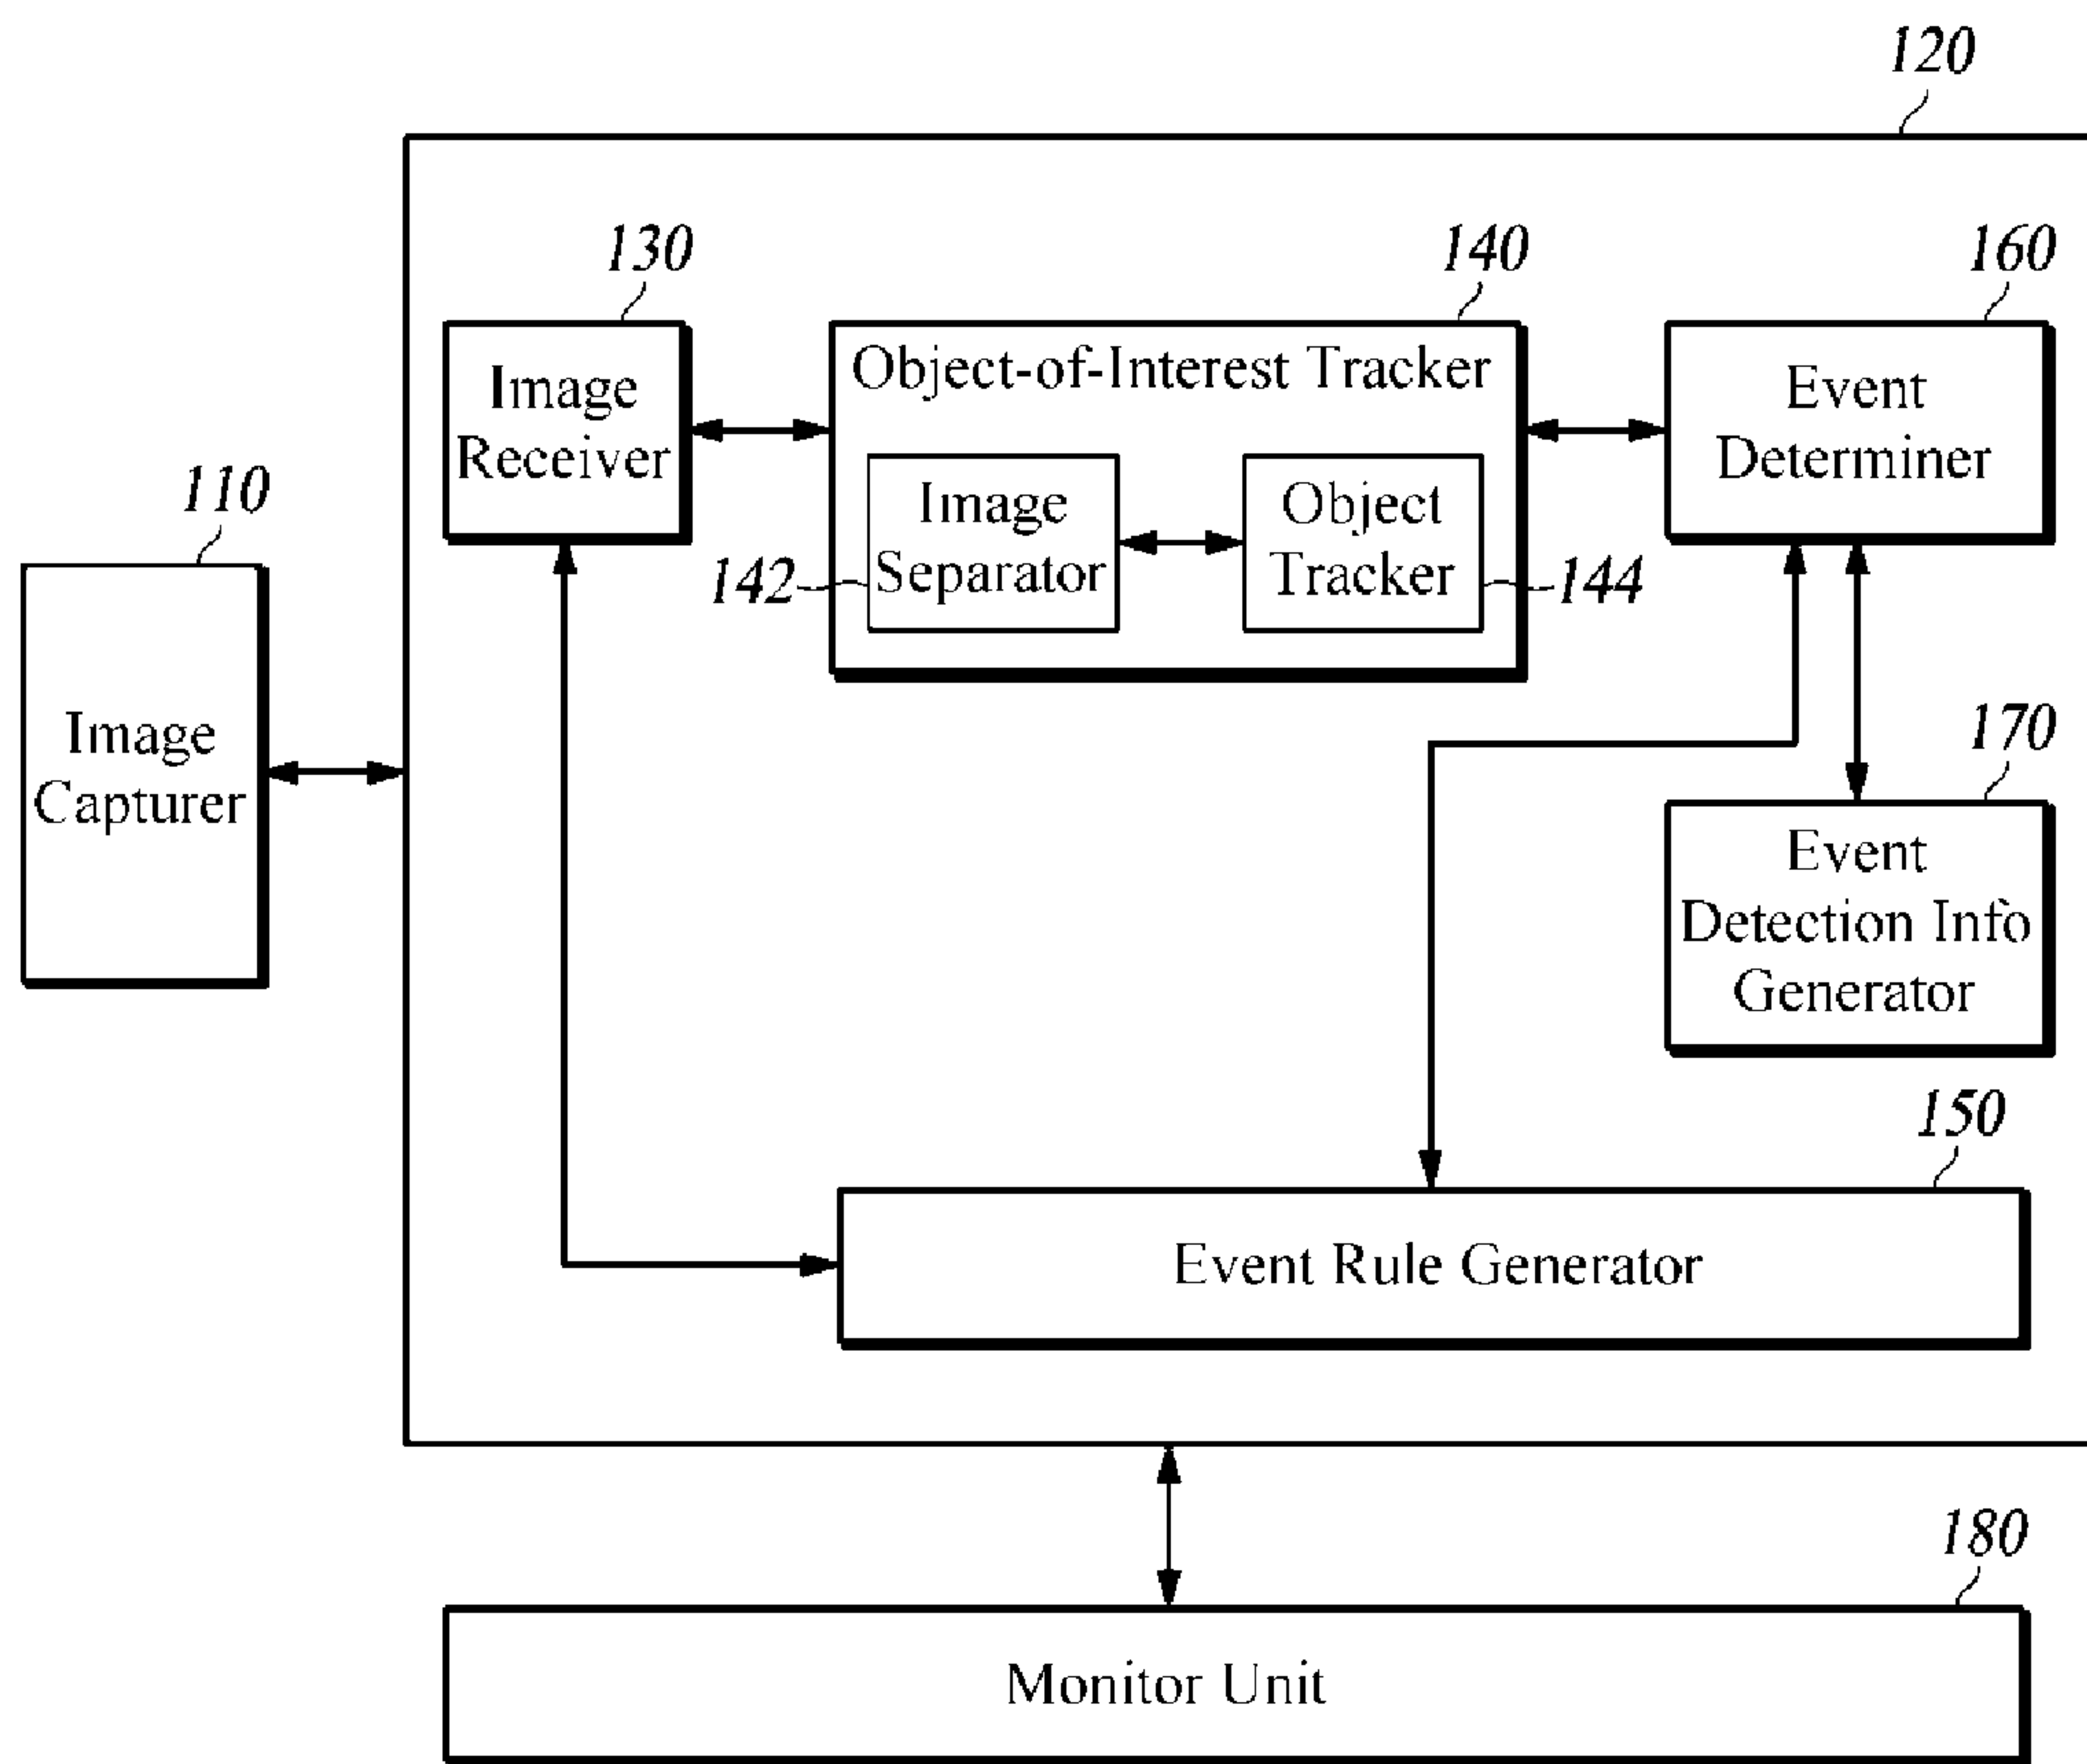 120
130
140
160
Image
Receiver
Object-of-Interest Tracker
Event
Determiner
110
Image
Separator
Object
Tracker
142
144
Image
Capturer
170
Event
Detection Info
Generator
150
Event Rule Generator
180
Monitor Unit